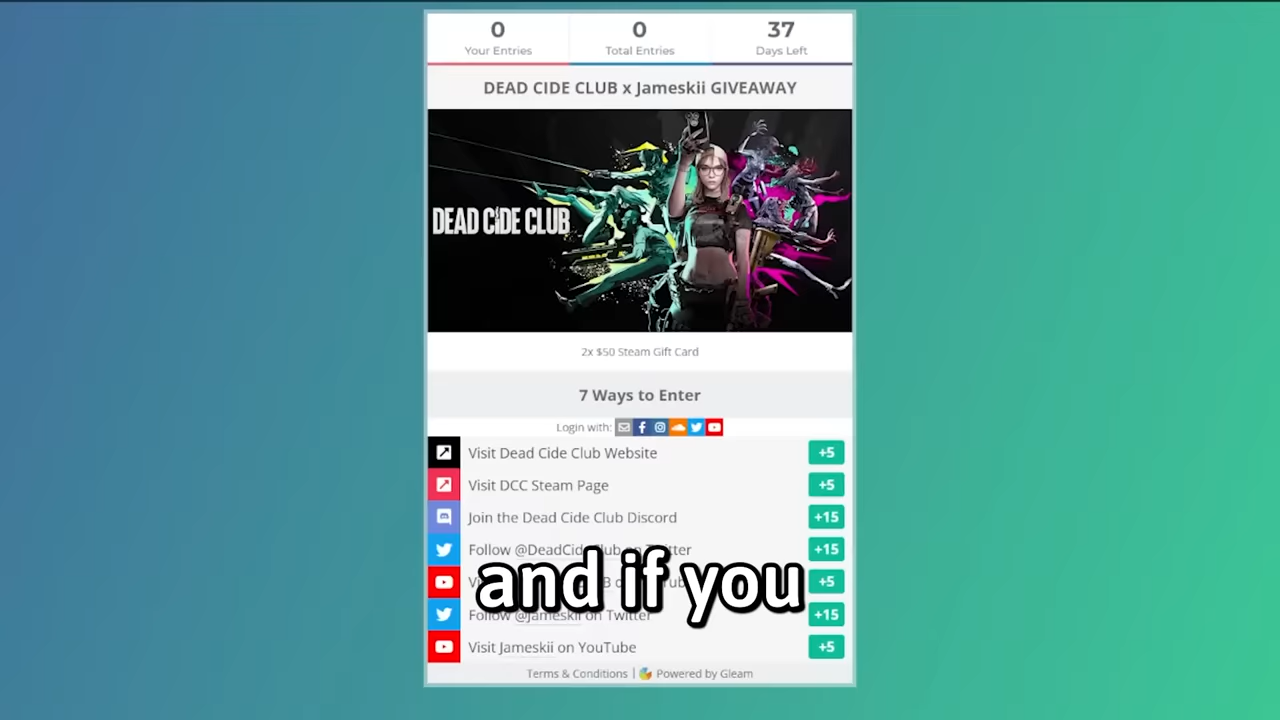 0
Your Entries
0
Total Entries
37
Days Left
DEAD CIDE CLUB x Jameskii GIVEAWAY
DEAD CIDE CLUB
2x $50 Steam Gift Card
7 Ways to Enter
Login with:
Visit Dead Cide Club Website +5
Visit DCC Steam Page +5
Join the Dead Cide Club Discord +15
Follow @DeadCideClub on Twitter +15
and if you
+5
Follow @Jameskii on Twitter +15
Visit Jameskii on YouTube +5
Terms & Conditions | Powered by Gleam